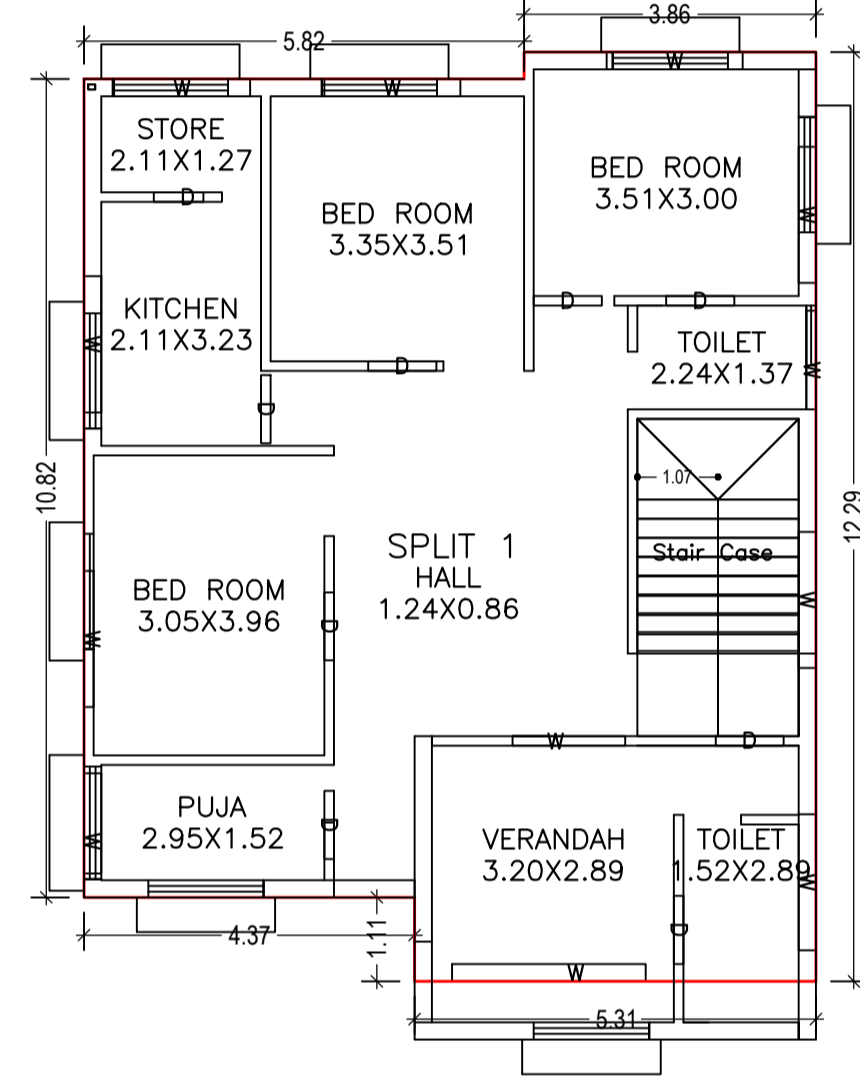 3.86
5.82
W
W
W
STORE
2.11X1.27
D
BED ROOM
3.35X3.51
BED ROOM
3.51X3.00
W
D
D
KITCHEN
2.11X3.23
W
TOILET
2.24X1.37
W
D
D
10.82
1.07
12.29
SPLIT 1
HALL
1.24X0.86
Stair Case
BED ROOM
3.05X3.96
W
D
W
W
D
PUJA
2.95X1.52
W
D
VERANDAH
3.20X2.89
TOILET
1.52X2.89
W
4.37
1.11
D
W
5.31